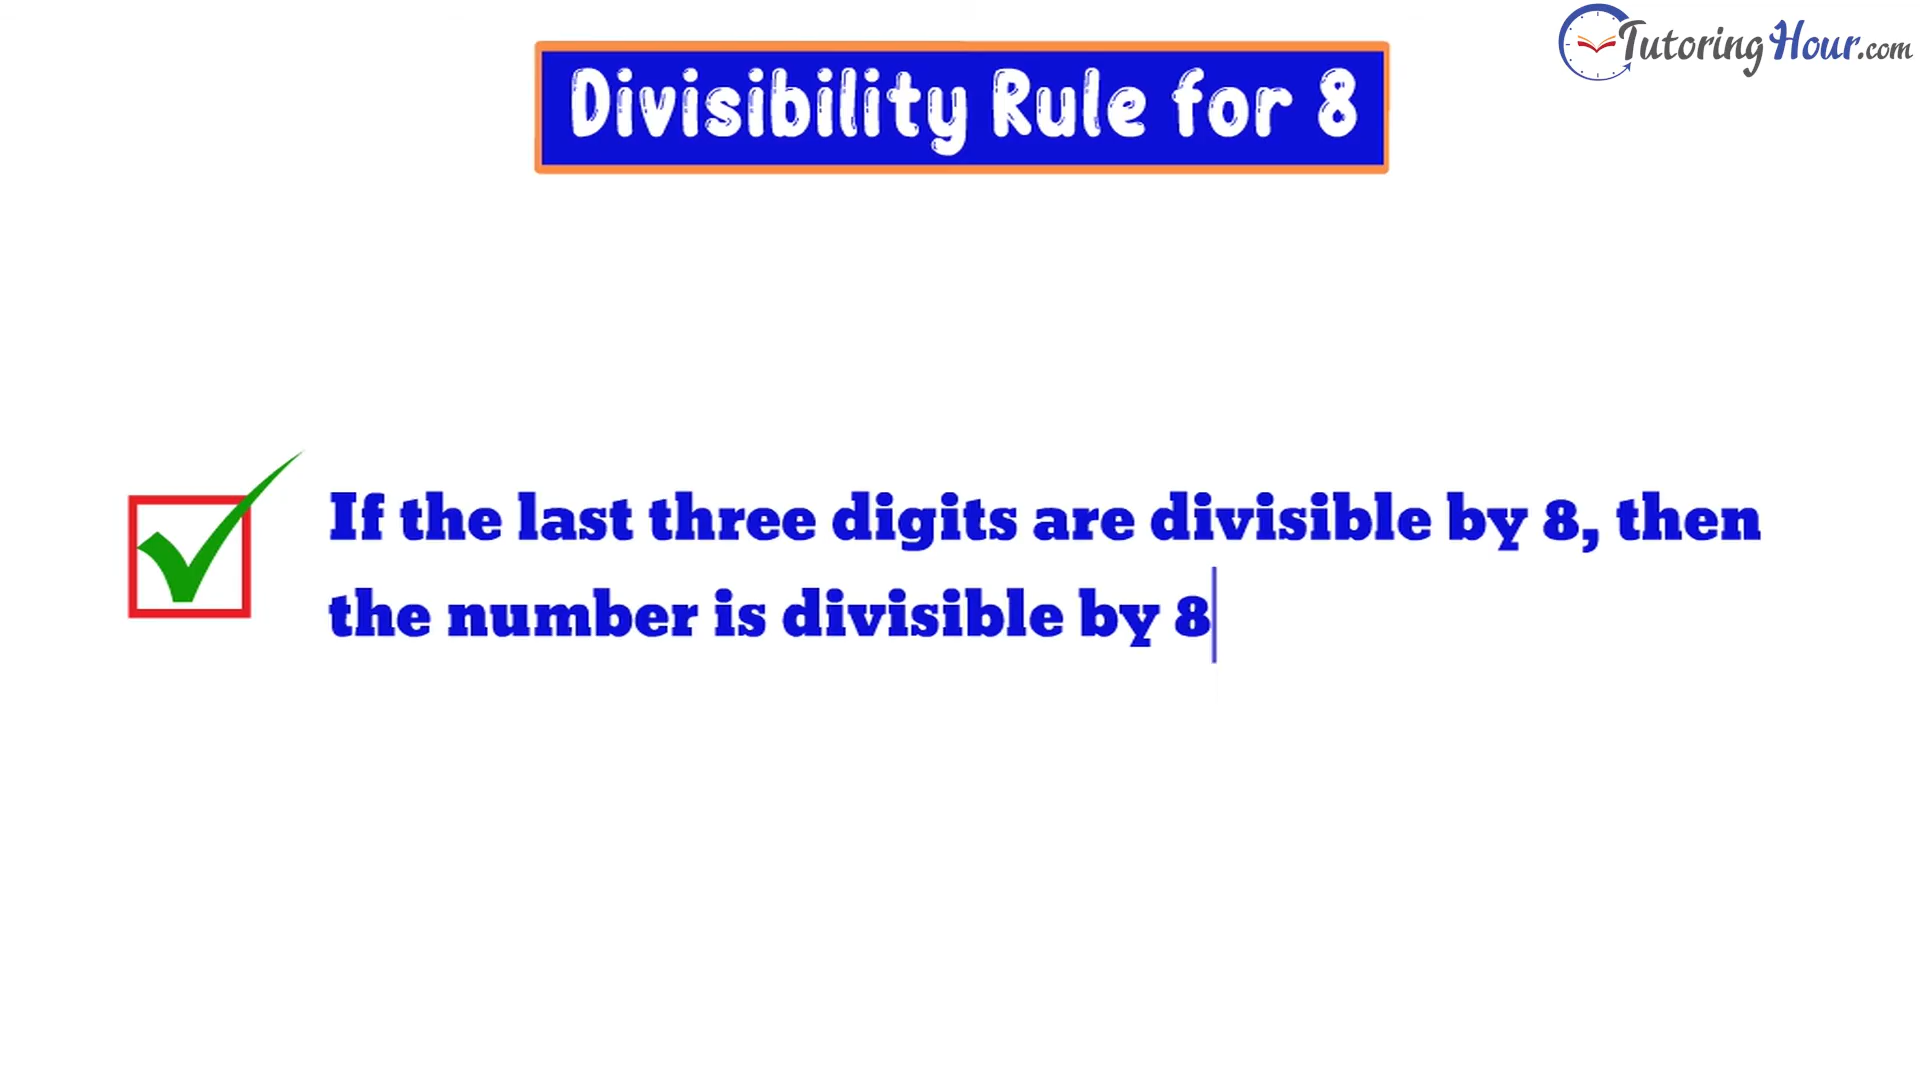 TutoringHour.com
Divisibility Rule for 8
If the last three digits are divisible by 8, then
the number is divisible by 8